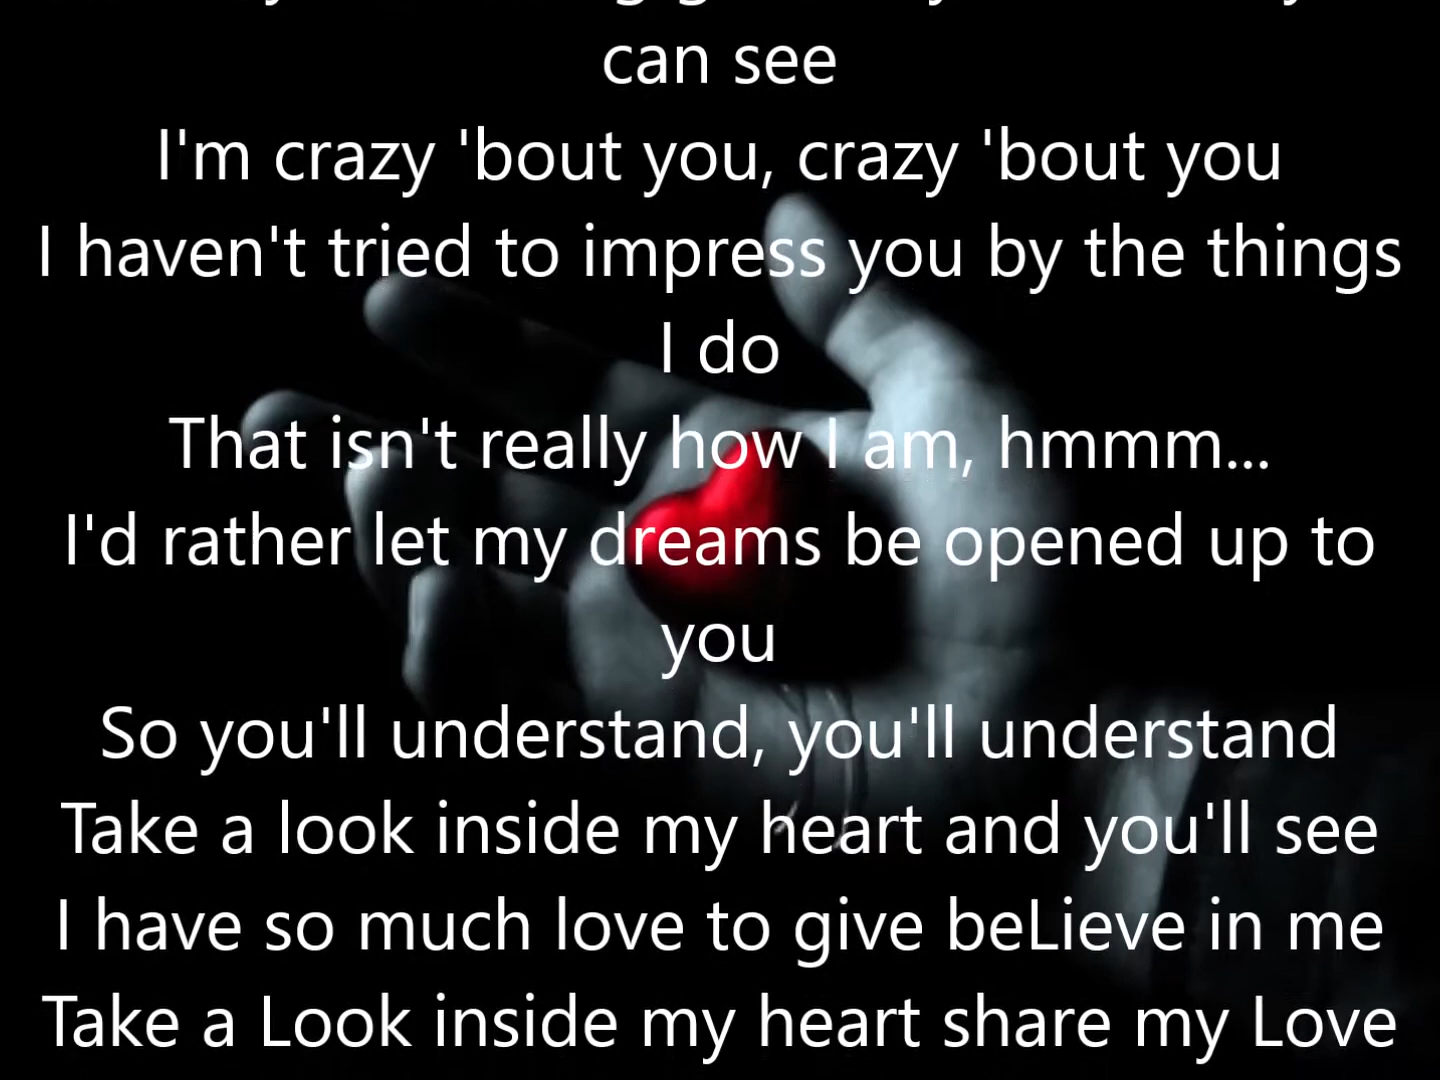 can see
I'm crazy 'bout you, crazy 'bout you
I haven't tried to impress you by the things
I do
That isn't really how I am, hmmm...
I'd rather let my dreams be opened up to
you
So you'll understand, you'll understand
Take a look inside my heart and you'll see
I have so much love to give beLieve in me
Take a Look inside my heart share my Love